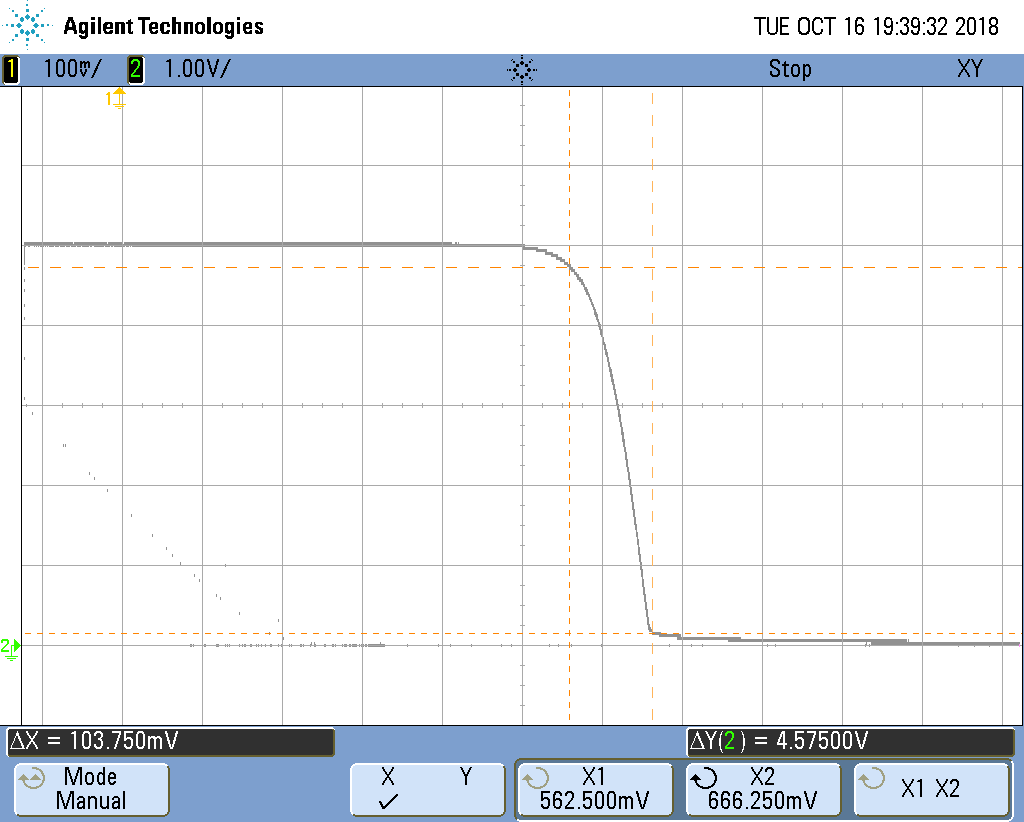 Agilent Technologies TUE OCT 16 19:39:32 2018
1 100mV/ 2 1.00V/ Stop XY
1
2
ΔX = 103.750mV ΔY(2) = 4.57500V
Mode X Y X1 X2 X1 X2
Manual ✓ 562.500mV 666.250mV